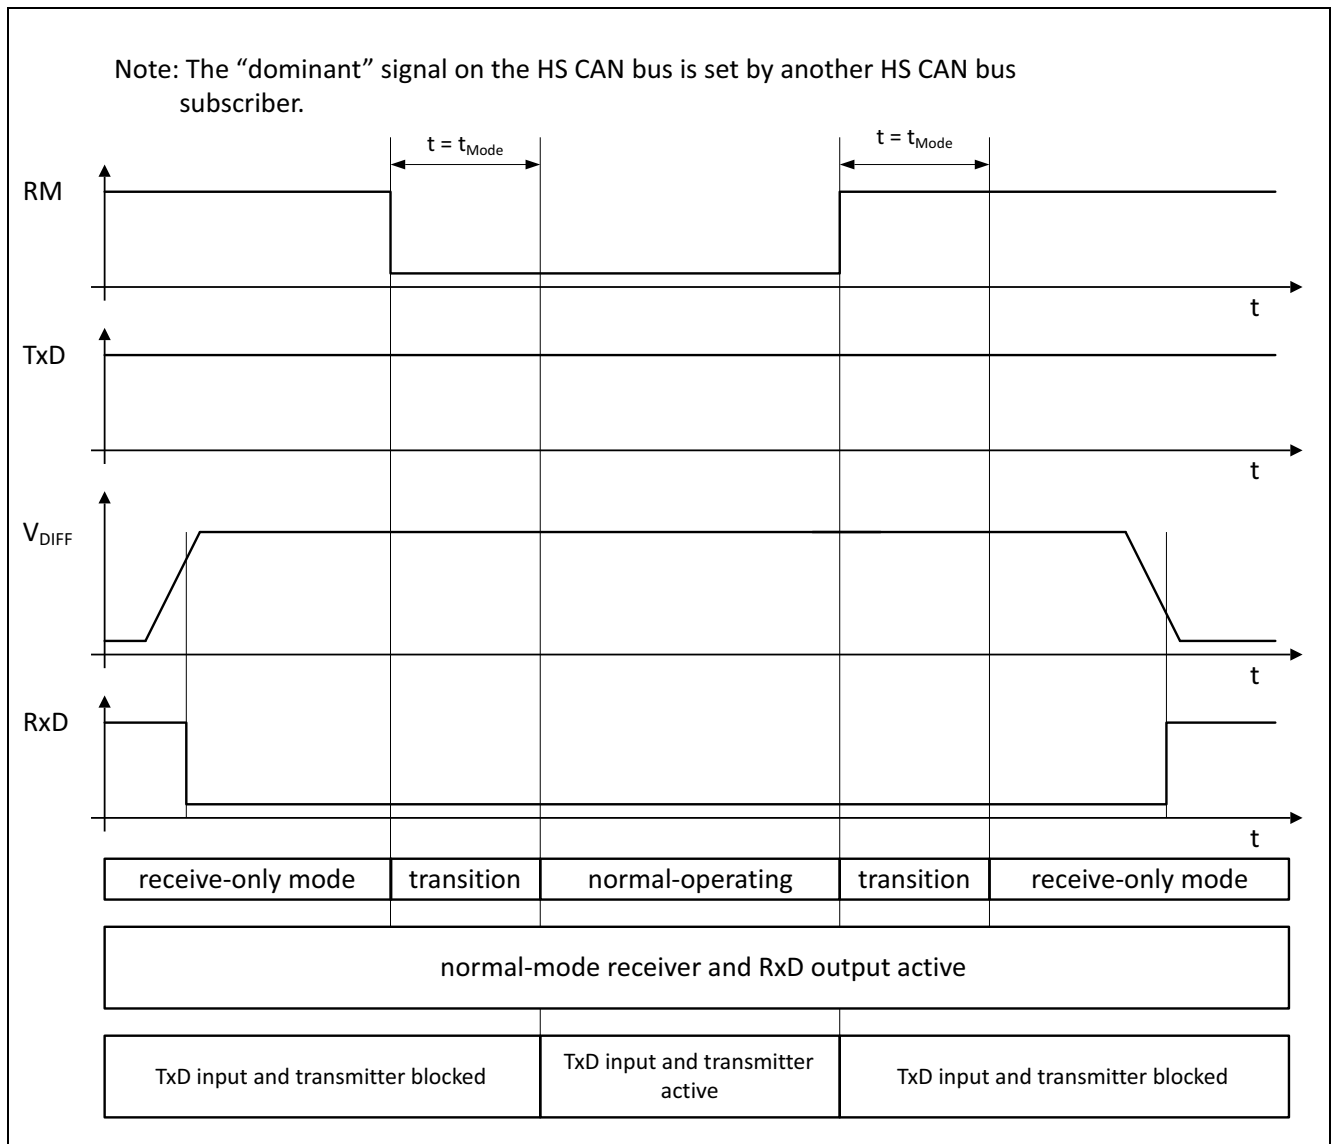 Note: The “dominant” signal on the HS CAN bus is set by another HS CAN bus
subscriber.
t = tMode
t = tMode
RM
t
TxD
t
VDIFF
t
RxD
t
receive-only mode
transition
normal-operating
transition
receive-only mode
normal-mode receiver and RxD output active
TxD input and transmitter blocked
TxD input and transmitter
active
TxD input and transmitter blocked